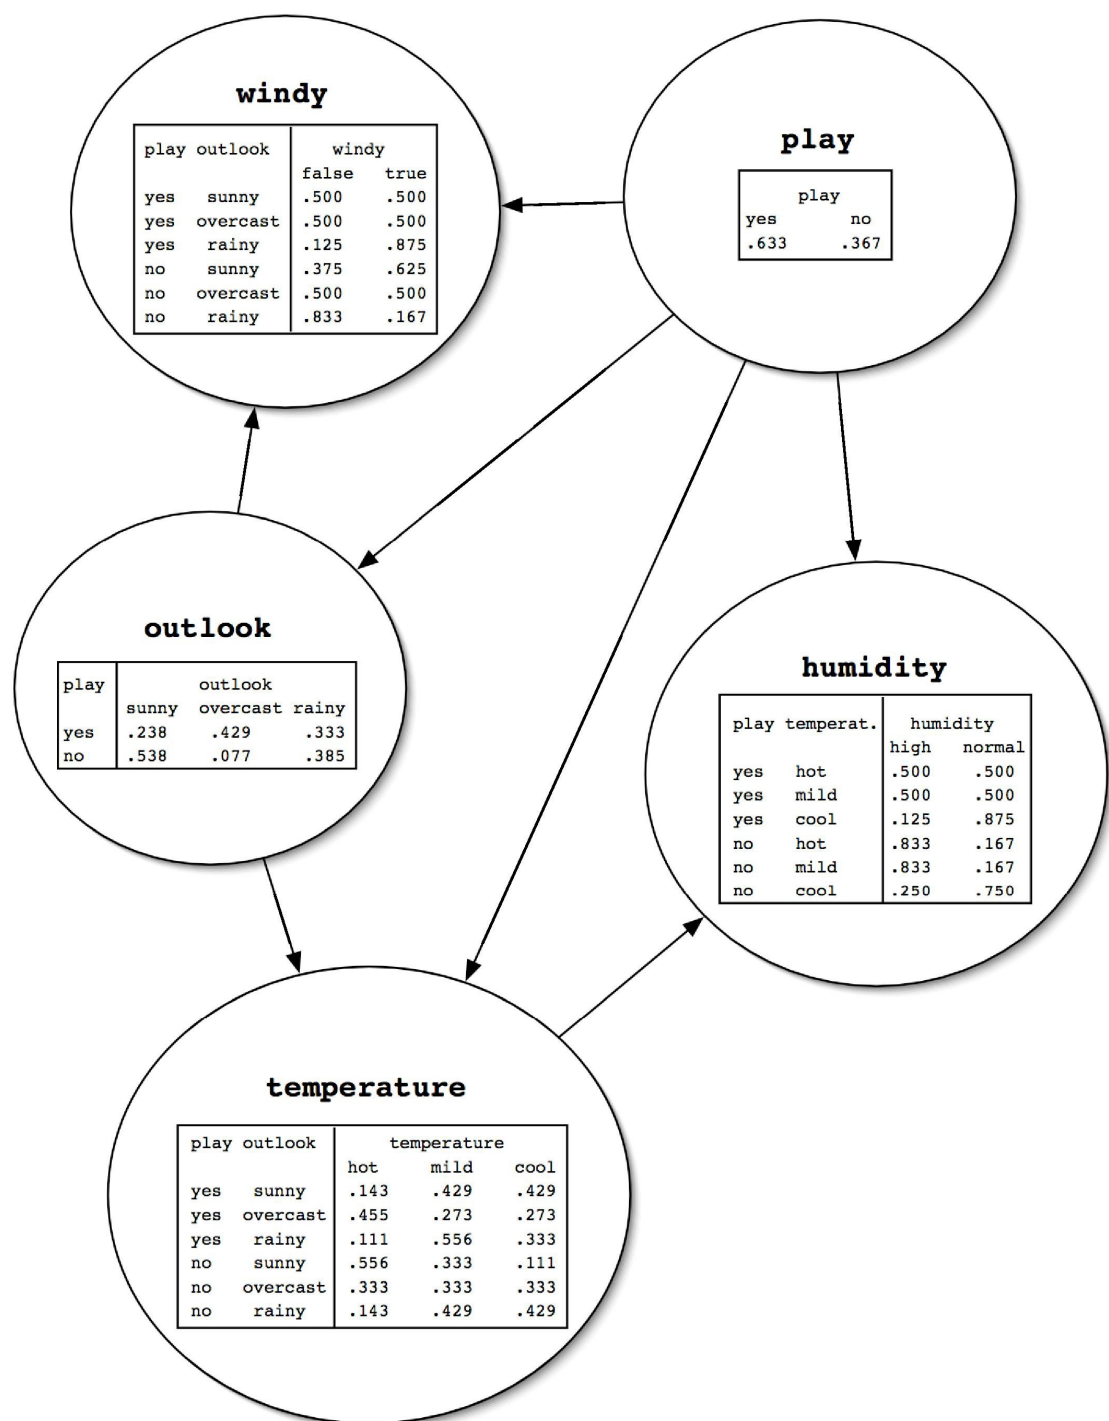 windy
play outlook windy
false true
yes sunny .500 .500
yes overcast .500 .500
yes rainy .125 .875
no sunny .375 .625
no overcast .500 .500
no rainy .833 .167
play
play
yes no
.633 .367
outlook
play outlook
sunny overcast rainy
yes .238 .429 .333
no .538 .077 .385
humidity
play temperat. humidity
high normal
yes hot .500 .500
yes mild .500 .500
yes cool .125 .875
no hot .833 .167
no mild .833 .167
no cool .250 .750
temperature
play outlook temperature
hot mild cool
yes sunny .143 .429 .429
yes overcast .455 .273 .273
yes rainy .111 .556 .333
no sunny .556 .333 .111
no overcast .333 .333 .333
no rainy .143 .429 .429